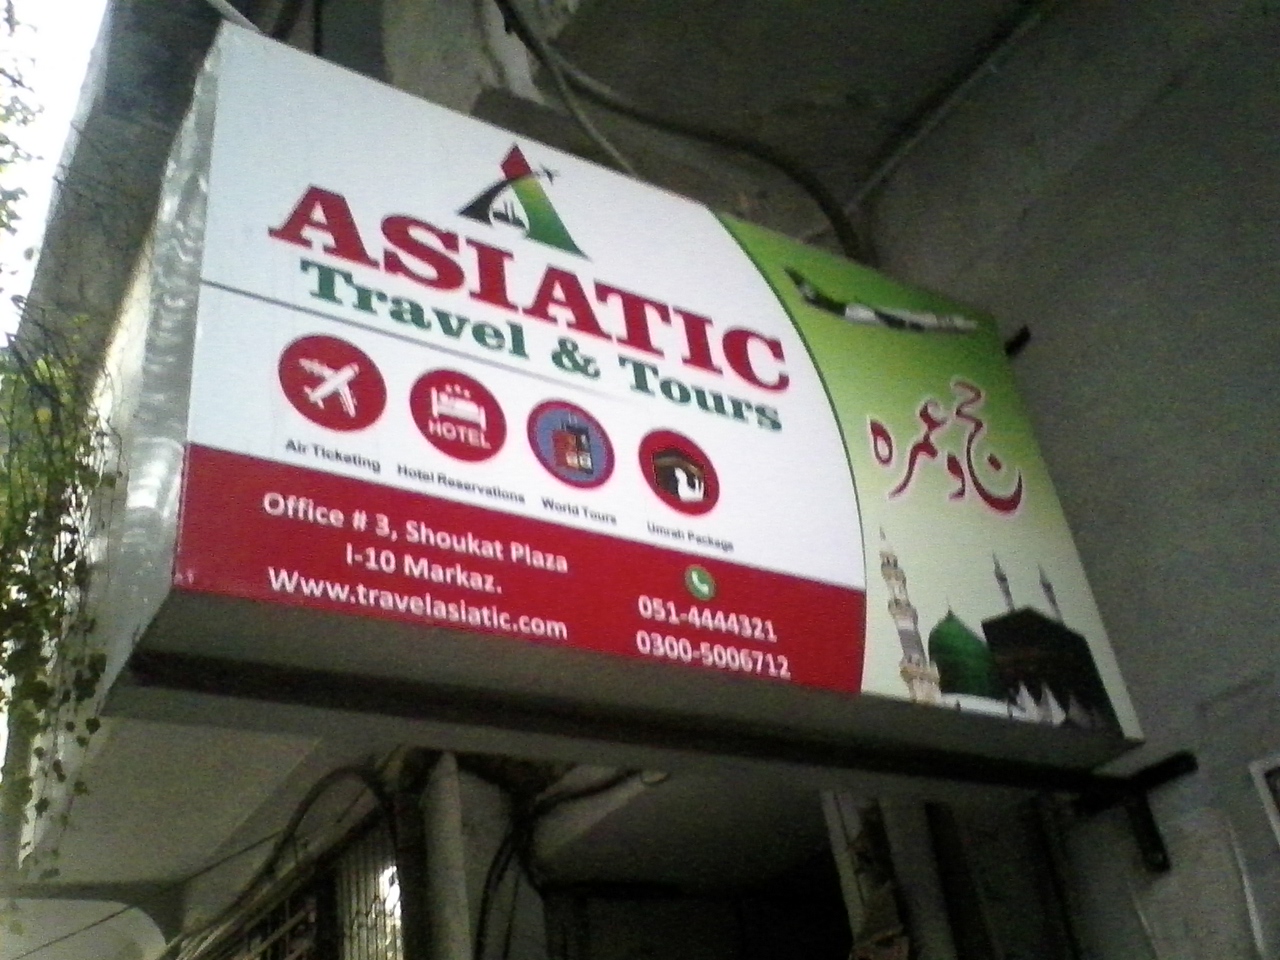 ASIATIC
Travel & Tours
HOTEL
Air Ticketing
Hotel Reservations
World Tours
Umrah Package
Office # 3, Shoukat Plaza
I-10 Markaz.
Www.travelasiatic.com
051-4444321
0300-5006712
حج و عمرہ